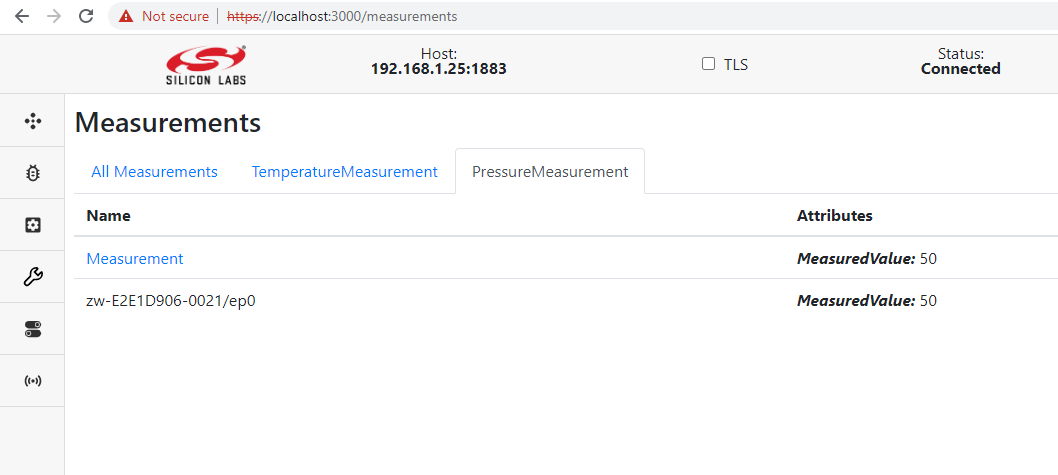 Not secure | https://localhost:3000/measurements
SILICON LABS
Host:
192.168.1.25:1883
TLS
Status:
Connected
Measurements
All Measurements TemperatureMeasurement PressureMeasurement
Name Attributes
Measurement MeasuredValue: 50
zw-E2E1D906-0021/ep0 MeasuredValue: 50